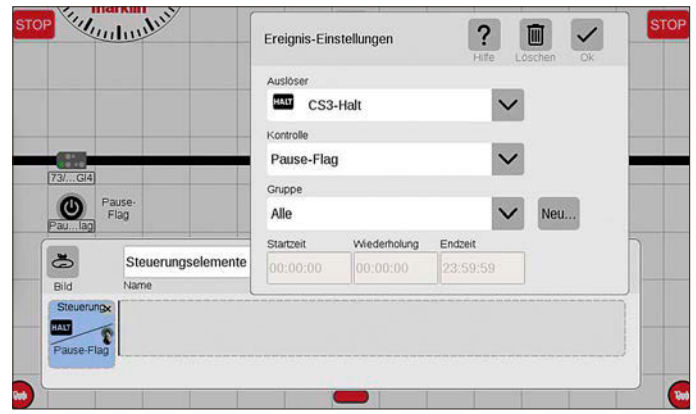 märklin
STOP
STOP
Ereignis-Einstellungen
?
Hilfe
Löschen
Ok
Auslöser
HALT CS3-Halt
Kontrolle
Pause-Flag
Gruppe
Alle
Neu...
Startzeit Wiederholung Endzeit
00:00:00 00:00:00 23:59:59
73/... Gl4
Pause-
Flag
Pau...lag
Steuerungselemente
Bild
Name
Steuerung
HALT
Pause-Flag